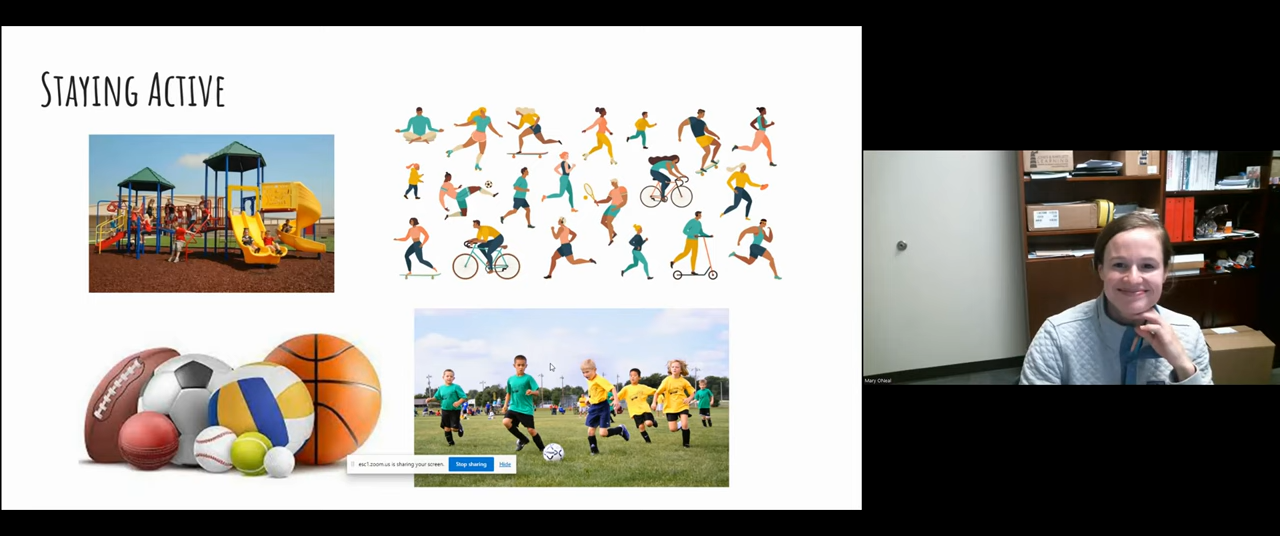 Staying Active
esc1.zoom.us is sharing your screen. Stop sharing Hide
Mary ONeal